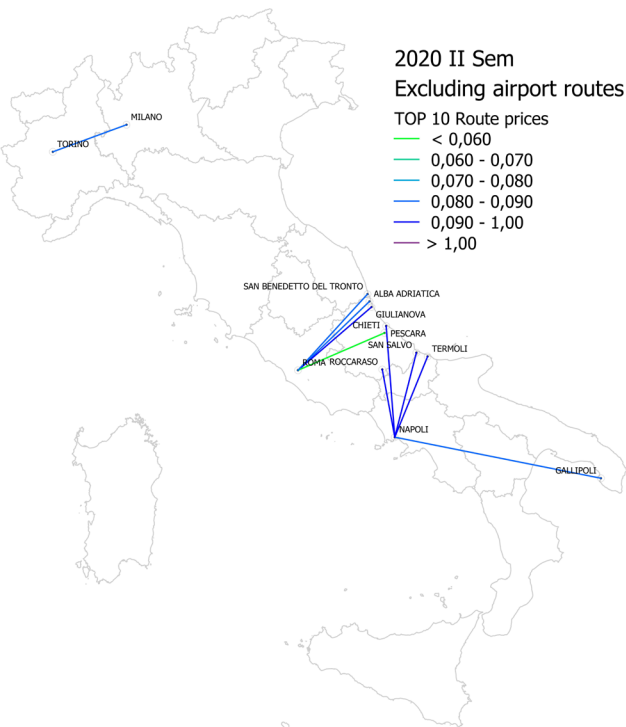 2020 II Sem
Excluding airport routes
TOP 10 Route prices
< 0,060
0,060 - 0,070
0,070 - 0,080
0,080 - 0,090
0,090 - 1,00
> 1,00
MILANO
TORINO
SAN BENEDETTO DEL TRONTO
ALBA ADRIATICA
GIULIANOVA
CHIETI
PESCARA
SAN SALVO
TERMOLI
ROMA
ROCCARASO
NAPOLI
GALLIPOLI